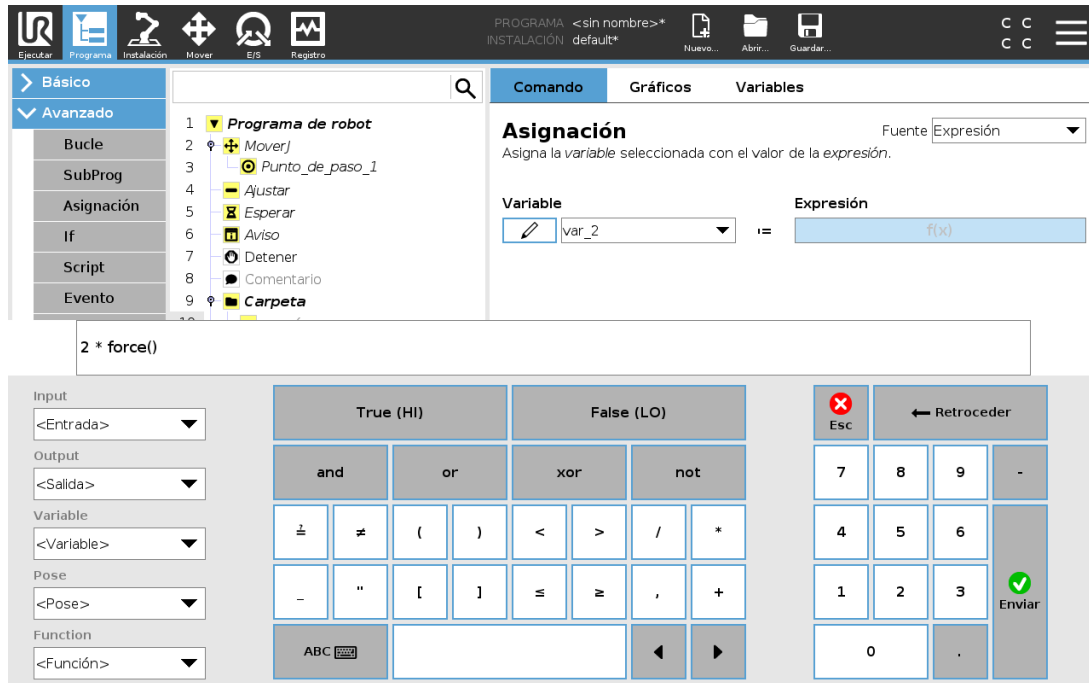 PROGRAMA <sin nombre>*
INSTALACIÓN default*
Ejecutar Programa Instalación Mover E/S Registro Nuevo... Abrir... Guardar...
C C
C C
Básico
Avanzado
Bucle
SubProg
Asignación
If
Script
Evento
1 Programa de robot
2 MoverJ
3 Punto_de_paso_1
4 Ajustar
5 Esperar
6 Aviso
7 Detener
8 Comentario
9 Carpeta
Comando Gráficos Variables
Asignación
Fuente Expresión
Asigna la variable seleccionada con el valor de la expresión.
Variable Expresión
var_2 := f(x)
2 * force()
Input
<Entrada>
Output
<Salida>
Variable
<Variable>
Pose
<Pose>
Function
<Función>
True (HI) False (LO)
and or xor not
≟ ≠ ( ) < > / *
_ " [ ] ≤ ≥ , +
ABC
Esc Retroceder
7 8 9 -
4 5 6
1 2 3 Enviar
0 .